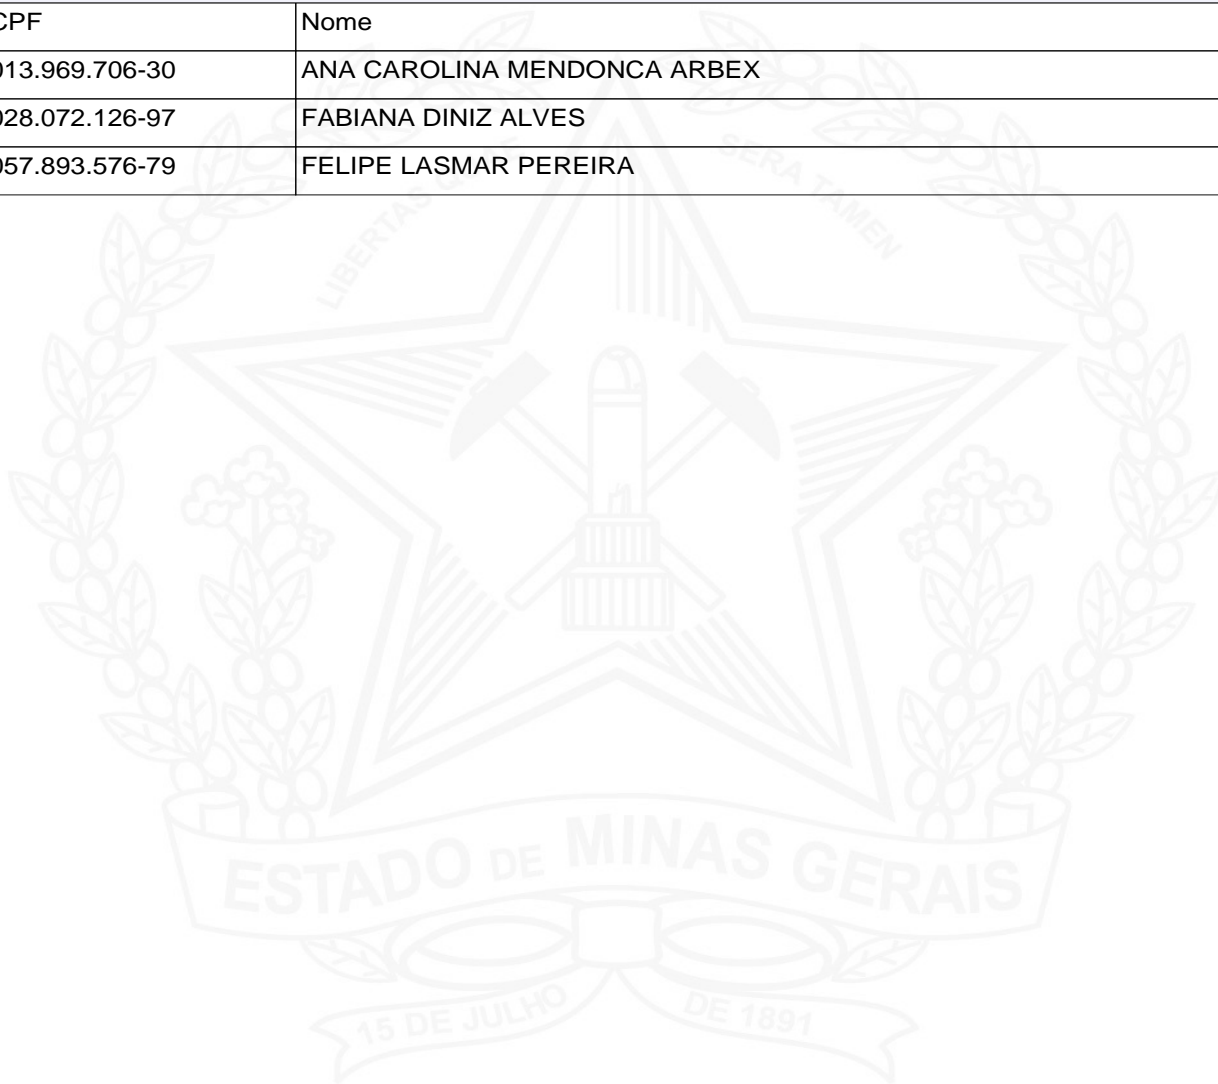 CPF Nome
013.969.706-30 ANA CAROLINA MENDONCA ARBEX
028.072.126-97 FABIANA DINIZ ALVES
057.893.576-79 FELIPE LASMAR PEREIRA
LIBERTAS QUE SERA TAMEN
ESTADO DE MINAS GERAIS
15 DE JULHO DE 1891